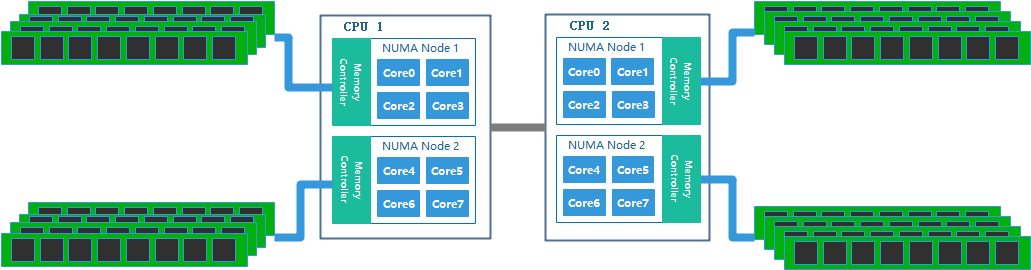 CPU 1
NUMA Node 1
Memory
Controller
Core0 Core1
Core2 Core3
NUMA Node 2
Memory
Controller
Core4 Core5
Core6 Core7
CPU 2
NUMA Node 1
Core0 Core1
Core2 Core3
Memory
Controller
NUMA Node 2
Core4 Core5
Core6 Core7
Memory
Controller